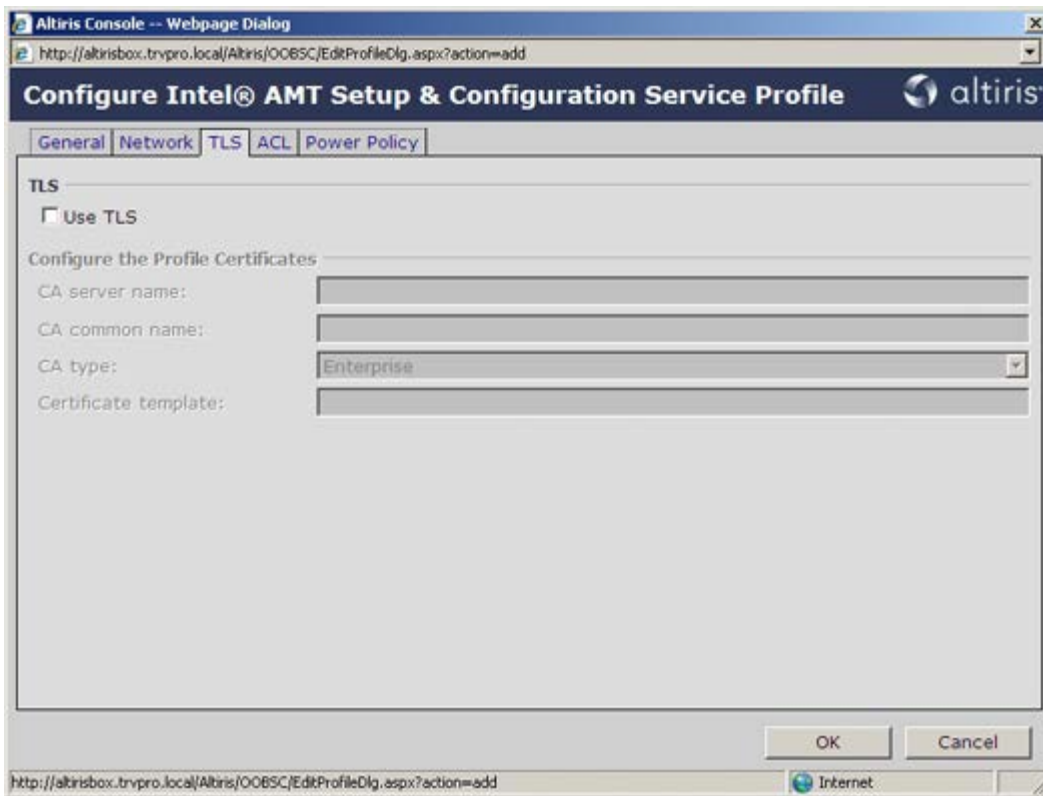 Altiris Console -- Webpage Dialog
http://altirisbox.trvpro.local/Altiris/OOBSC/EditProfileDlg.aspx?action=add
Configure Intel® AMT Setup & Configuration Service Profile altiris
General Network TLS ACL Power Policy
TLS
Use TLS
Configure the Profile Certificates
CA server name:
CA common name:
CA type: Enterprise
Certificate template:
OK Cancel
http://altirisbox.trvpro.local/Altiris/OOBSC/EditProfileDlg.aspx?action=add Internet